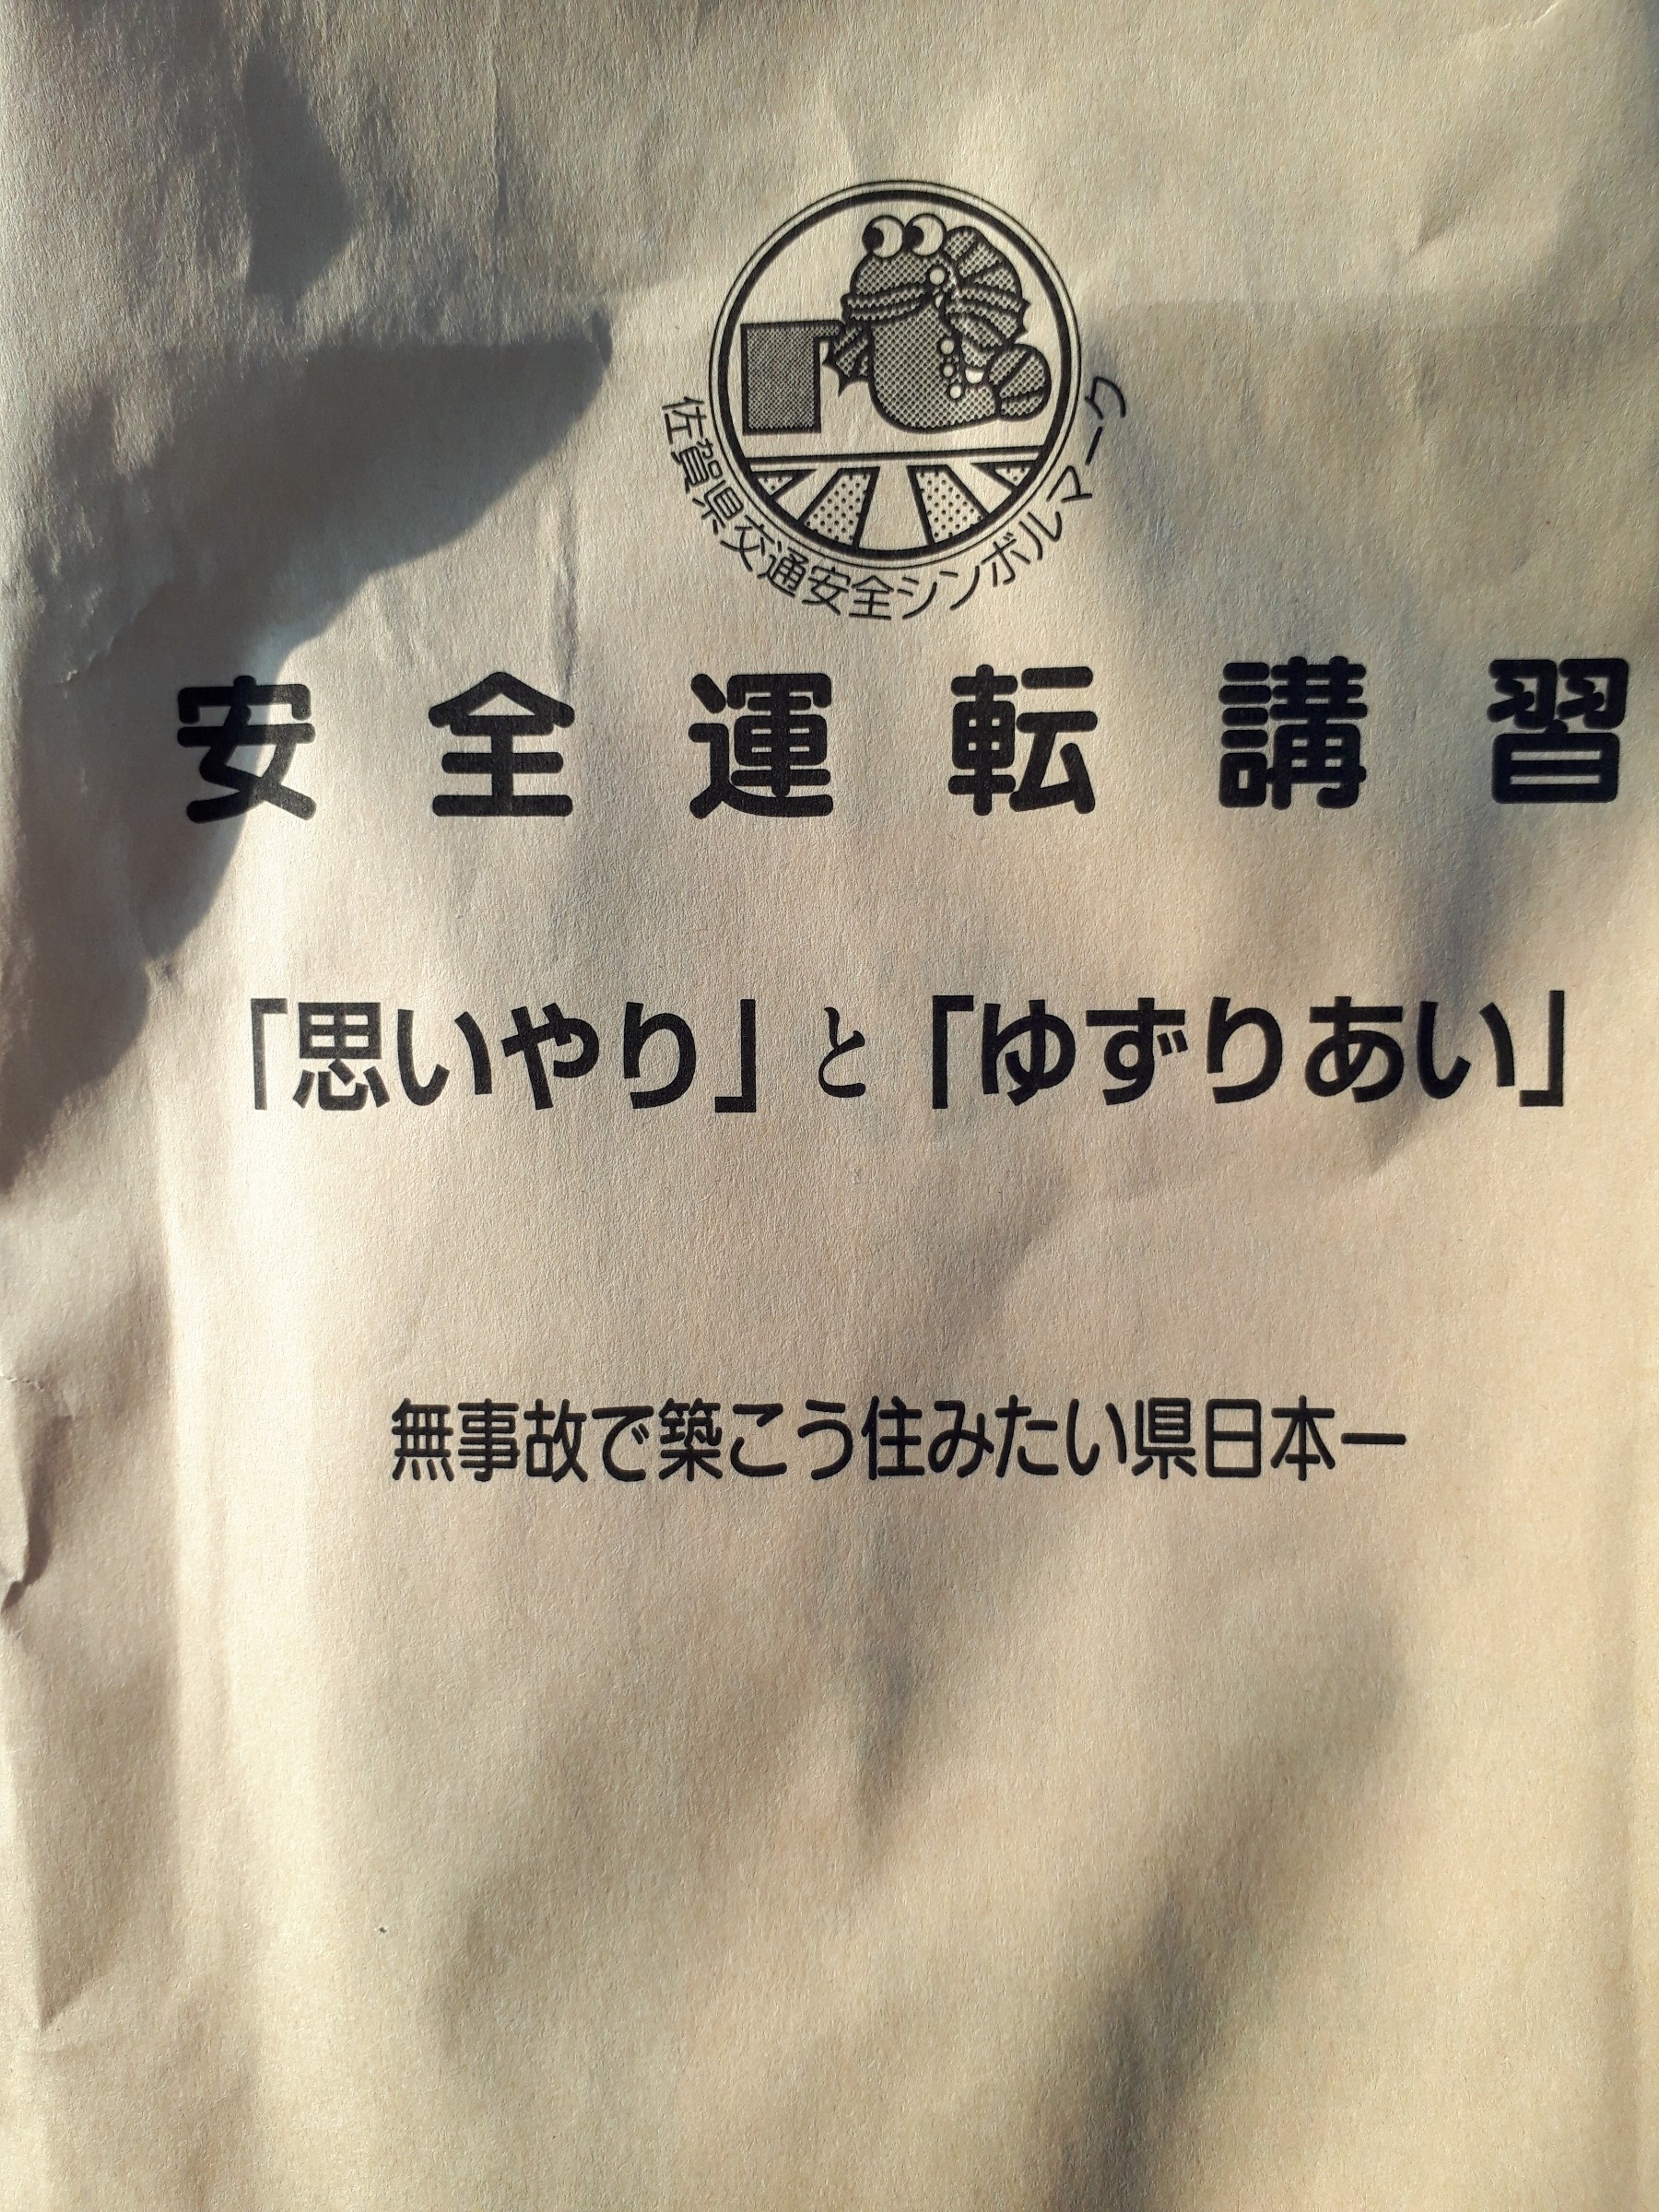 佐賀県交通安全シンボルマーク
安全運転講習
「思いやり」と「ゆずりあい」
無事故で築こう住みたい県日本一